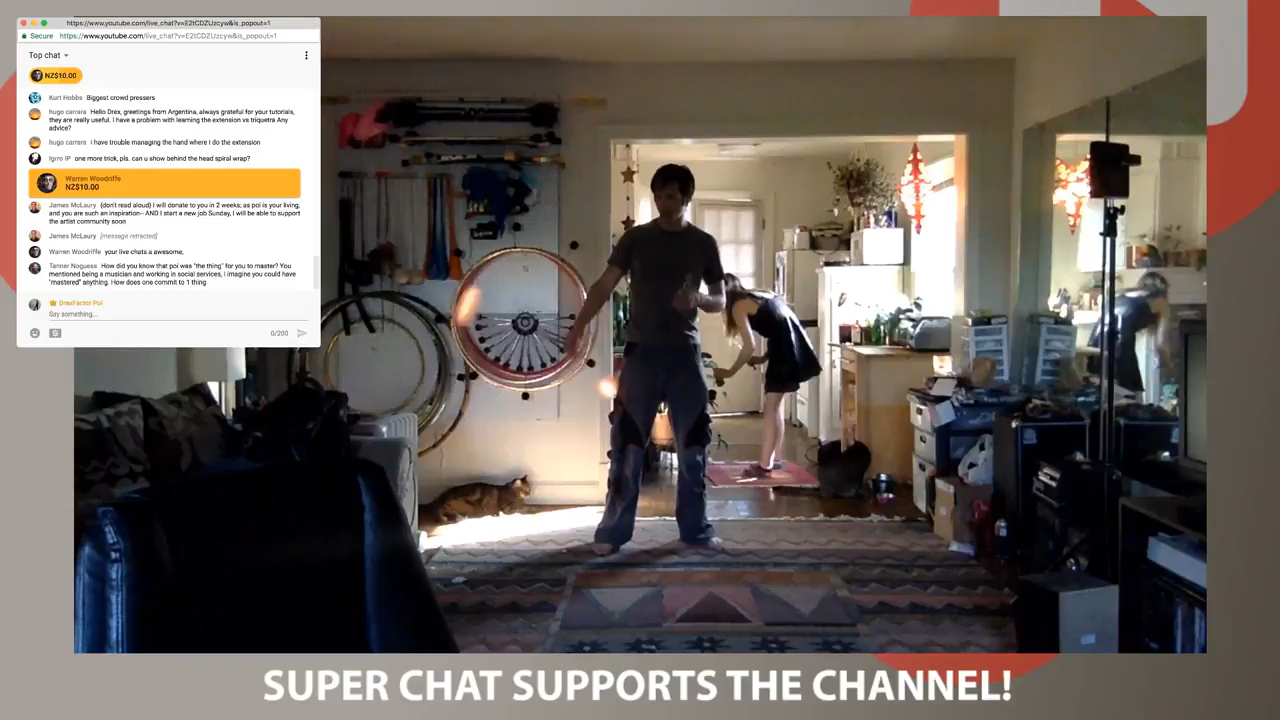 https://www.youtube.com/live_chat?v=E2tCDZUzcyw&is_popout=1
Secure https://www.youtube.com/live_chat?v=E2tCDZUzcyw&is_popout=1
Top chat
NZ$10.00
Kurt Hobbs Biggest crowd pressers
hugo carrara Hello Drex, greetings from Argentina, always grateful for your tutorials,
they are really useful. I have a problem with learning the extension vs triquetra Any
advice?
hugo carrara I have trouble managing the hand where I do the extension
Igrro IP one more trick, pls. can u show behind the head spiral wrap?
Warren Woodriffe
NZ$10.00
James McLaury (don't read aloud) I will donate to you in 2 weeks; as poi is your living,
and you are such an inspiration-- AND I start a new job Sunday, I will be able to support
the artist community soon
James McLaury [message retracted]
Warren Woodriffe your live chats a awesome,
Tanner Noguess How did you know that poi was "the thing" for you to master? You
mentioned being a musician and working in social services, I imagine you could have
"mastered" anything. How does one commit to 1 thing
DrexFactor Poi
Say something...
0/200
SUPER CHAT SUPPORTS THE CHANNEL!